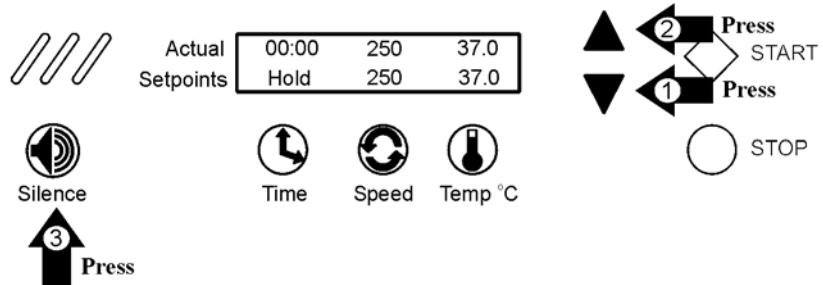 Actual 00:00 250 37.0
Setpoints Hold 250 37.0
2 Press
START
1 Press
STOP
Silence
Time
Speed
Temp °C
3
Press